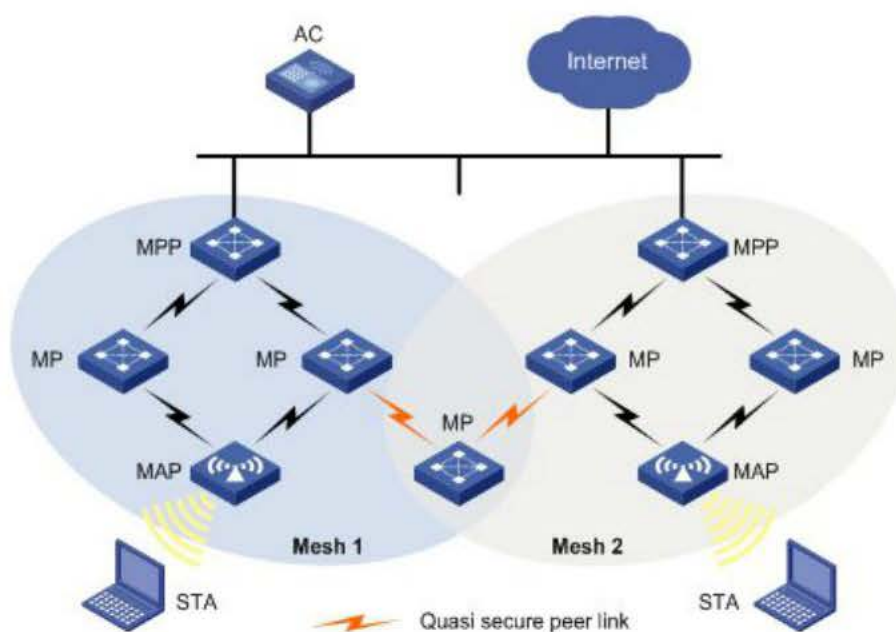 AC
Internet
MPP
MPP
MP
MP
MP
MP
MP
MAP
MAP
Mesh 1
Mesh 2
STA
Quasi secure peer link
STA